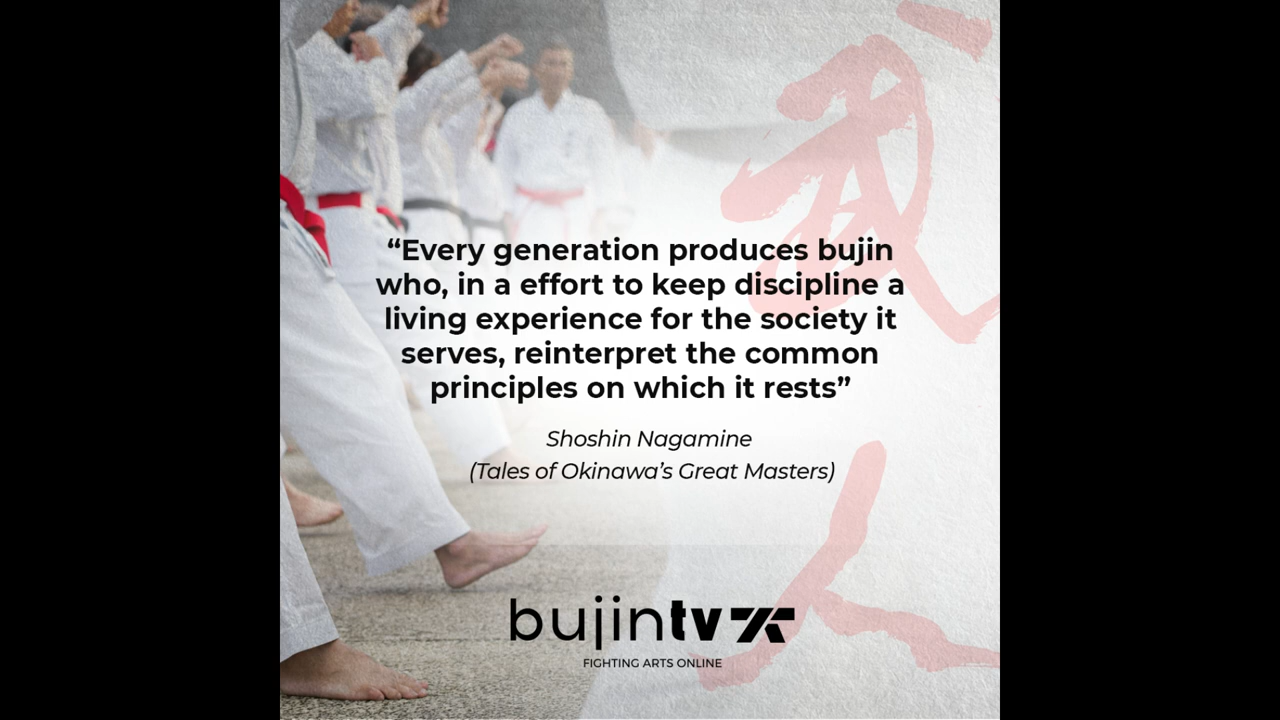 “Every generation produces bujin
who, in a effort to keep discipline a
living experience for the society it
serves, reinterpret the common
principles on which it rests”
Shoshin Nagamine
(Tales of Okinawa’s Great Masters)
bujintv
FIGHTING ARTS ONLINE
武
人